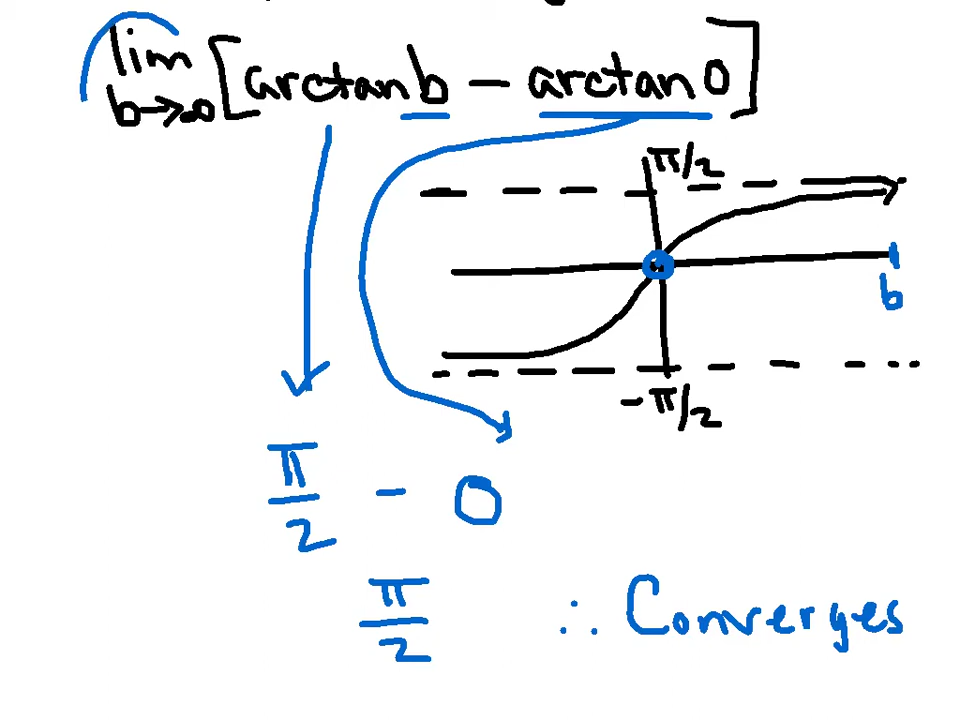 lim b→∞ [arctan b − arctan 0]
π/2
b
-π/2
π/2 − 0
π/2 ∴ Converges